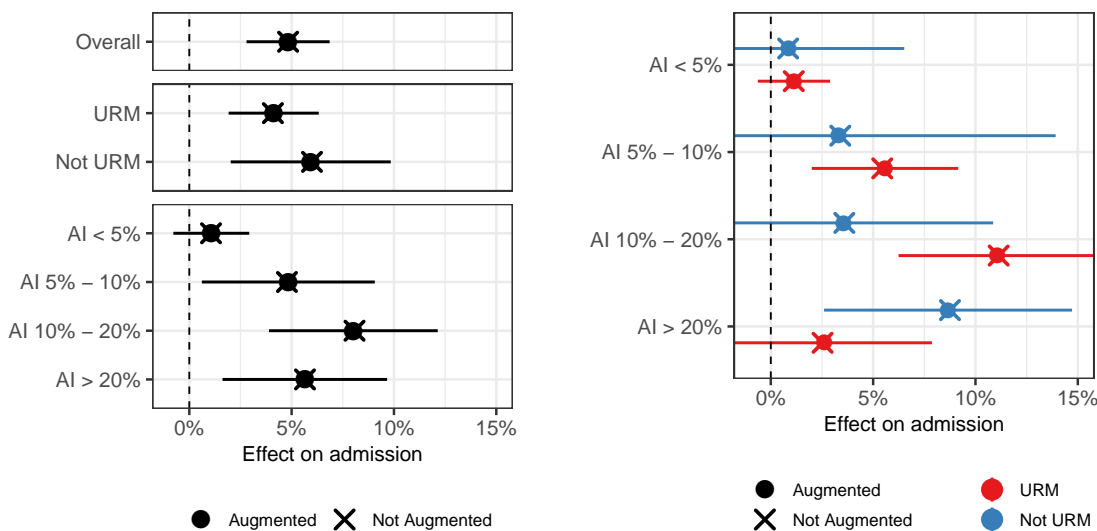 Overall
URM
Not URM
AI < 5%
AI 5% − 10%
AI 10% − 20%
AI > 20%
0% 5% 10% 15%
Effect on admission
Augmented Not Augmented
AI < 5%
AI 5% − 10%
AI 10% − 20%
AI > 20%
0% 5% 10% 15%
Effect on admission
Augmented URM
Not Augmented Not URM